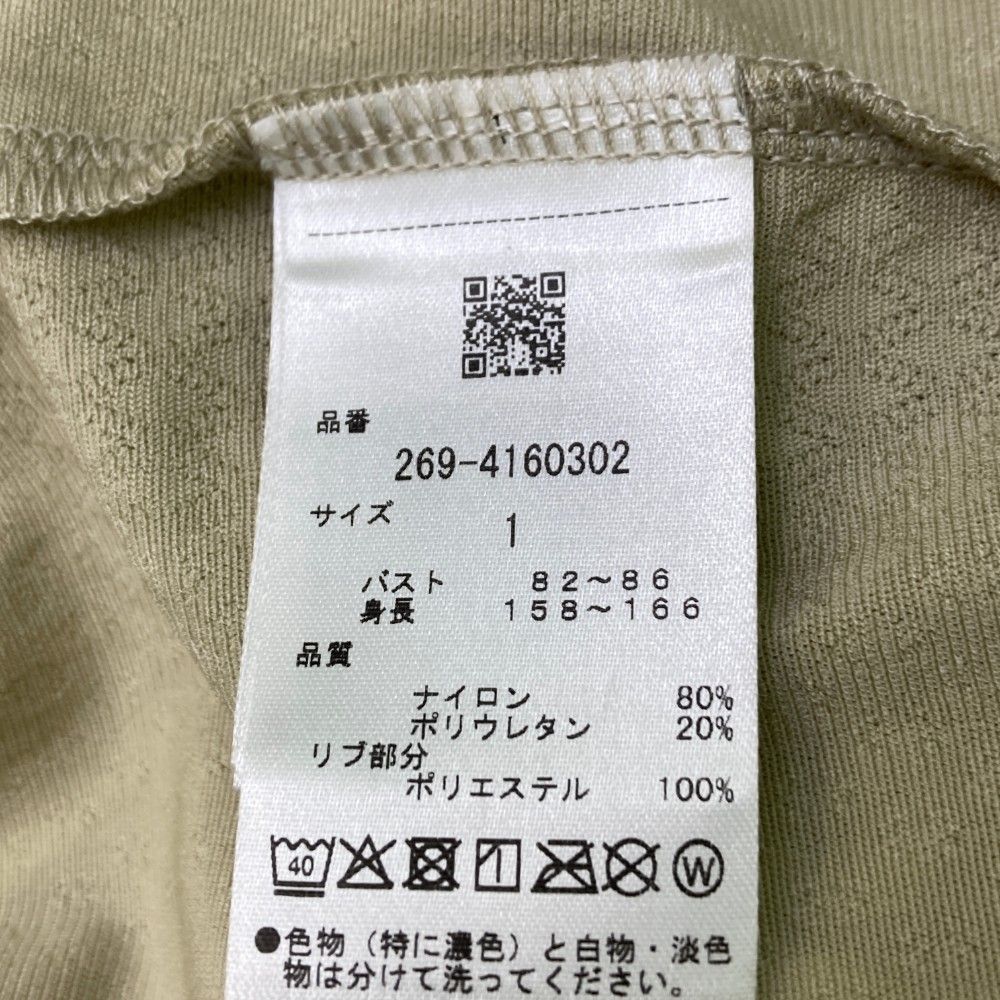 品番
269-4160302
サイズ 1
バスト 82～86
身長 158～166
品質
ナイロン 80%
ポリウレタン 20%
リブ部分
ポリエステル 100%
40 W
●色物（特に濃色）と白物・淡色
物は分けて洗ってください。